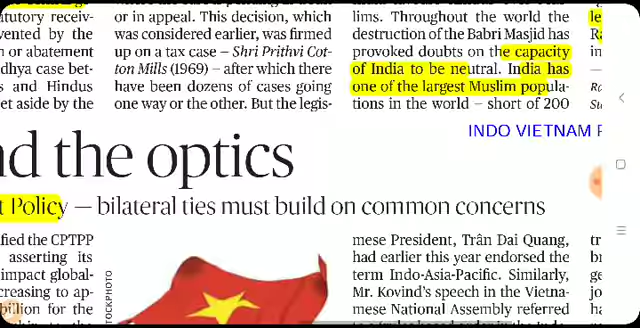 atutory receiv-
vented by the
n or abatement
dhya case bet-
s and Hindus
et aside by the
or in appeal. This decision, which
was considered earlier, was firmed
up on a tax case – Shri Prithvi Cot-
ton Mills (1969) – after which there
have been dozens of cases going
one way or the other. But the legis-
lims. Throughout the world the
destruction of the Babri Masjid has
provoked doubts on the capacity
of India to be neutral. India has
one of the largest Muslim popula-
tions in the world – short of 200
INDO VIETNAM
nd the optics
t Policy — bilateral ties must build on common concerns
fied the CPTPP
asserting its
impact global-
creasing to ap-
billion for the
TOCKPHOTO
mese President, Trân Dai Quang,
had earlier this year endorsed the
term Indo-Asia-Pacific. Similarly,
Mr. Kovind's speech in the Vietna-
mese National Assembly referred